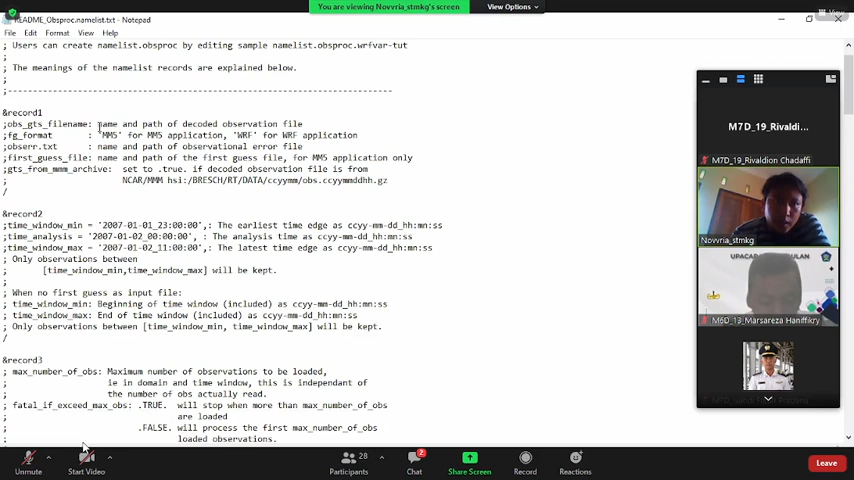 You are viewing Novvria_stmkg's screen
View Options
View
README_Obsproc.namelist.txt - Notepad
File Edit Format View Help
; Users can create namelist.obsproc by editing sample namelist.obsproc.wrfvar-tut
;
; The meanings of the namelist records are explained below.
;
;-------------------------------------------------------------------------------
&record1
;obs_gts_filename: name and path of decoded observation file
;fg_format : 'MM5' for MM5 application, 'WRF' for WRF application
;obserr.txt : name and path of observational error file
;first_guess_file: name and path of the first guess file, for MM5 application only
;gts_from_mmm_archive: set to .true. if decoded observation file is from
; NCAR/MMM hsi:/BRESCH/RT/DATA/ccyymm/obs.ccyymmddhh.gz
/
&record2
;time_window_min = '2007-01-01_23:00:00',: The earliest time edge as ccyy-mm-dd_hh:mn:ss
;time_analysis = '2007-01-02_00:00:00', : The analysis time as ccyy-mm-dd_hh:mn:ss
;time_window_max = '2007-01-02_11:00:00',: The latest time edge as ccyy-mm-dd_hh:mn:ss
; Only observations between
; [time_window_min,time_window_max] will be kept.
;
; When no first guess as input file:
; time_window_min: Beginning of time window (included) as ccyy-mm-dd_hh:mn:ss
; time_window_max: End of time window (included) as ccyy-mm-dd_hh:mn:ss
; Only observations between [time_window_min, time_window_max] will be kept.
/
&record3
; max_number_of_obs: Maximum number of observations to be loaded,
; ie in domain and time window, this is independant of
; the number of obs actually read.
; fatal_if_exceed_max_obs: .TRUE. will stop when more than max_number_of_obs
; are loaded
; .FALSE. will process the first max_number_of_obs
; loaded observations.
M7D_19_Rivaldi...
M7D_19_Rivaldion Chadaffi
Novvria_stmkg
UPACAR
ULAN
M6D_13_Marsareza Haniffikry
Unmute
Start Video
28
Participants
2
Chat
Share Screen
Record
Reactions
Leave